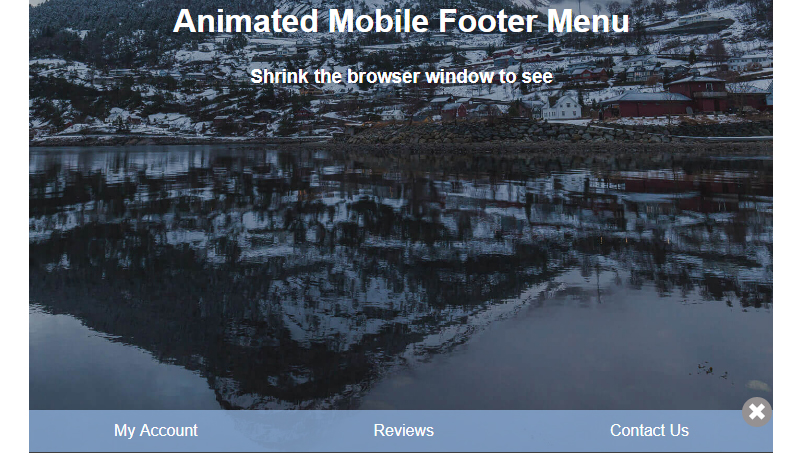 Animated Mobile Footer Menu
Shrink the browser window to see
My Account Reviews Contact Us